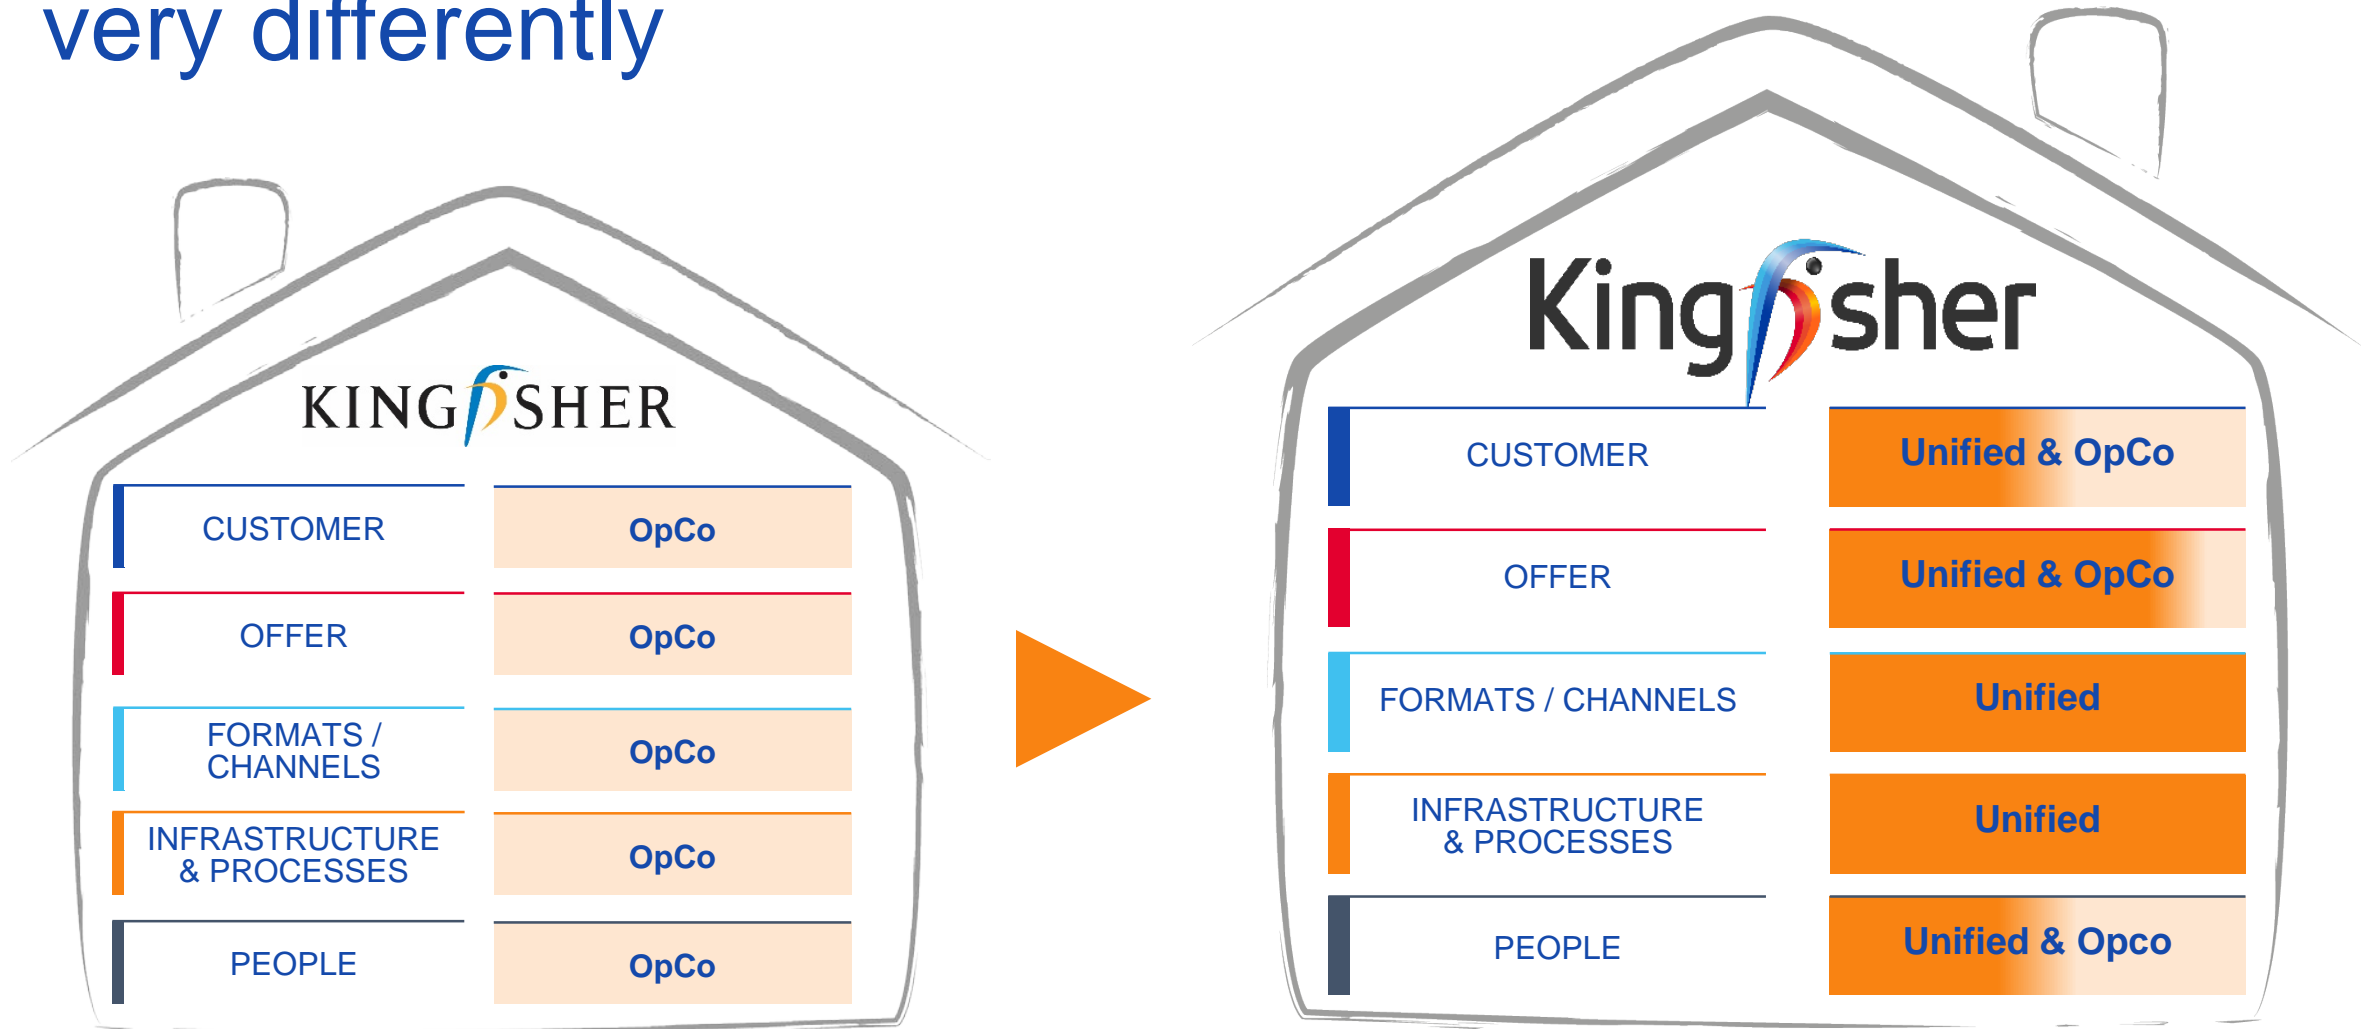 very differently
KINGFISHER
CUSTOMER
OpCo
OFFER
OpCo
FORMATS /
CHANNELS
OpCo
INFRASTRUCTURE
& PROCESSES
OpCo
PEOPLE
OpCo
Kingfisher
CUSTOMER
Unified & OpCo
OFFER
Unified & OpCo
FORMATS / CHANNELS
Unified
INFRASTRUCTURE
& PROCESSES
Unified
PEOPLE
Unified & Opco